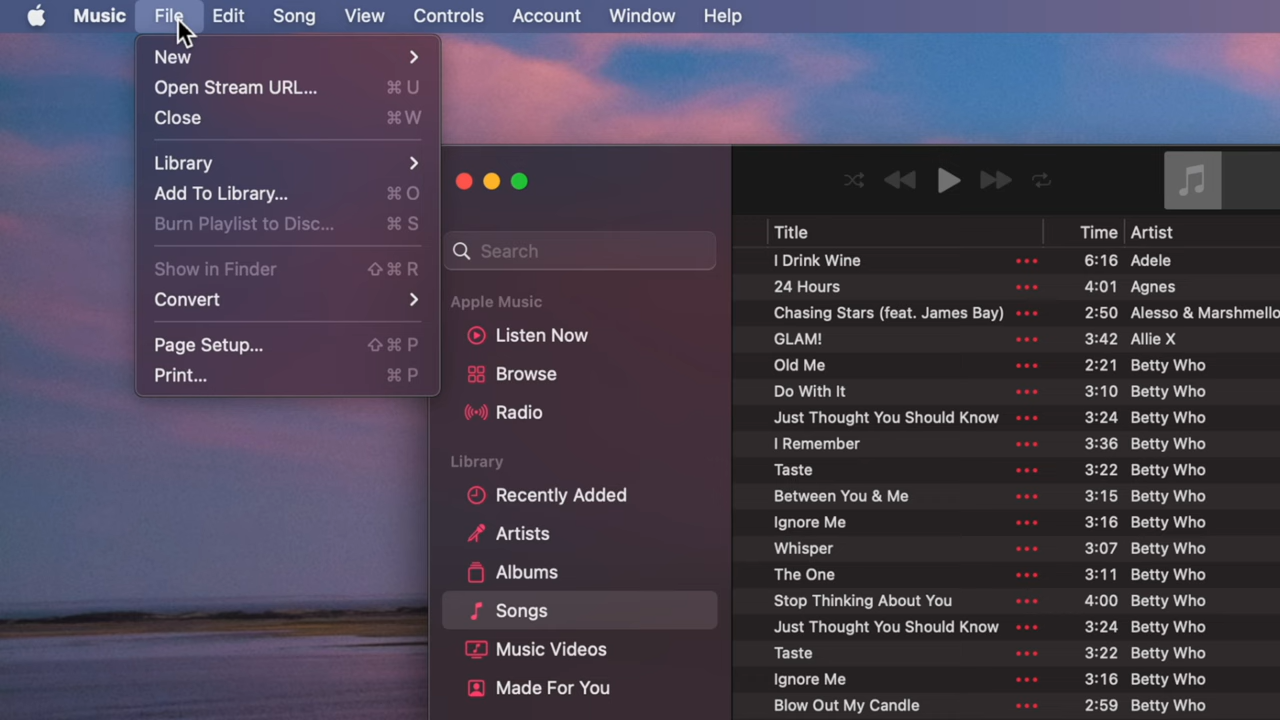 Music File Edit Song View Controls Account Window Help
New
Open Stream URL... ⌘ U
Close ⌘ W
Library
Add To Library... ⌘ O
Burn Playlist to Disc... ⌘ S
Show in Finder ⇧ ⌘ R
Convert
Page Setup... ⇧ ⌘ P
Print... ⌘ P
Search
Apple Music
Listen Now
Browse
Radio
Library
Recently Added
Artists
Albums
Songs
Music Videos
Made For You
Title Time Artist
I Drink Wine 6:16 Adele
24 Hours 4:01 Agnes
Chasing Stars (feat. James Bay) 2:50 Alesso & Marshmello
GLAM! 3:42 Allie X
Old Me 2:21 Betty Who
Do With It 3:10 Betty Who
Just Thought You Should Know 3:24 Betty Who
I Remember 3:36 Betty Who
Taste 3:22 Betty Who
Between You & Me 3:15 Betty Who
Ignore Me 3:16 Betty Who
Whisper 3:07 Betty Who
The One 3:11 Betty Who
Stop Thinking About You 4:00 Betty Who
Just Thought You Should Know 3:24 Betty Who
Taste 3:22 Betty Who
Ignore Me 3:16 Betty Who
Blow Out My Candle 2:59 Betty Who